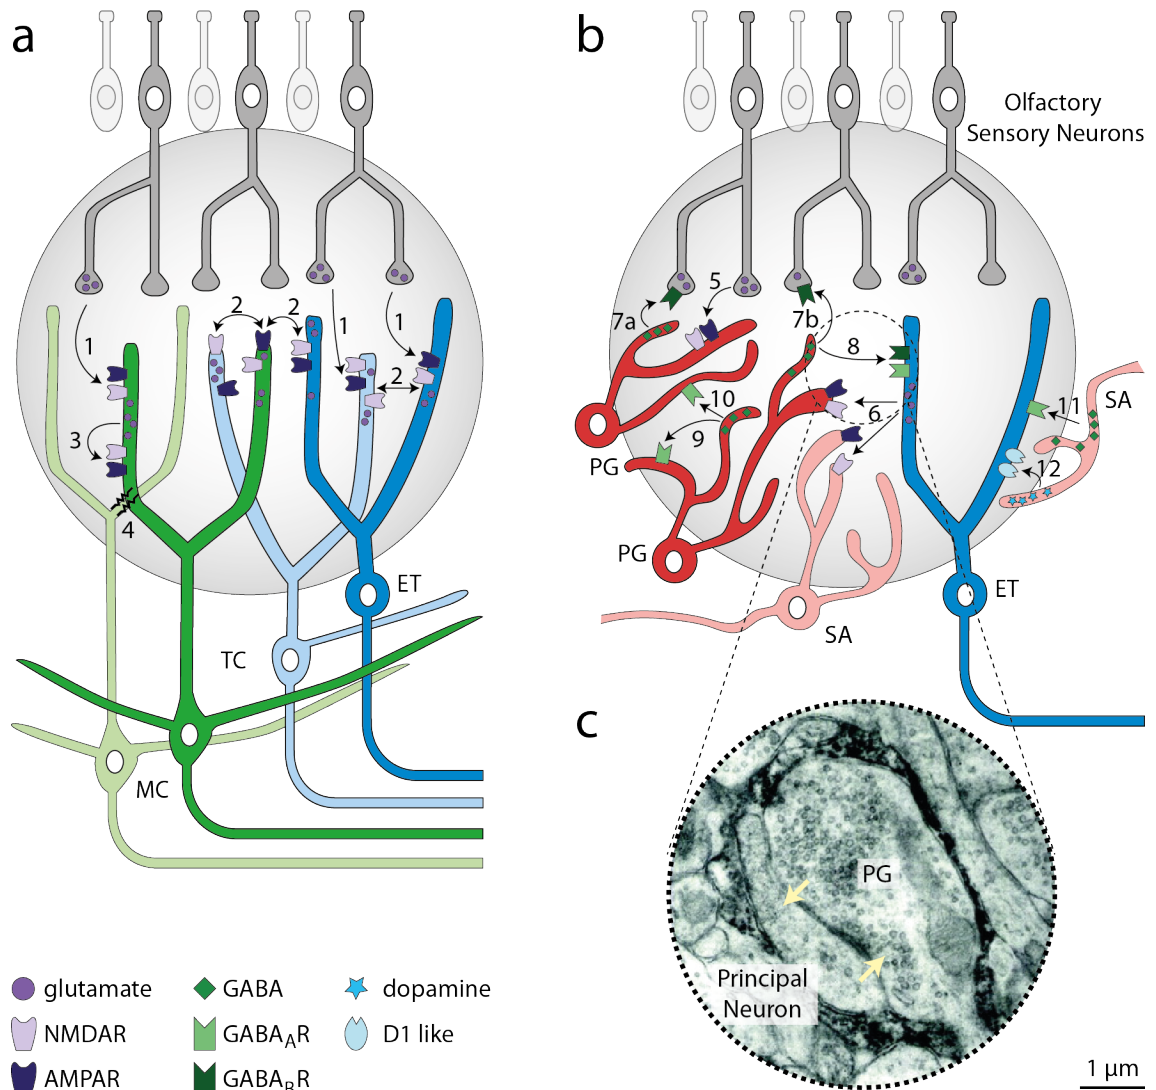 a
1
2
2
1
1
2
3
4
ET
TC
MC
glutamate
NMDAR
AMPAR
GABA
GABAAR
GABABR
dopamine
D1 like
b
Olfactory
Sensory Neurons
5
7a
7b
8
10
9
6
11
SA
12
PG
PG
ET
SA
c
PG
Principal
Neuron
1 μm